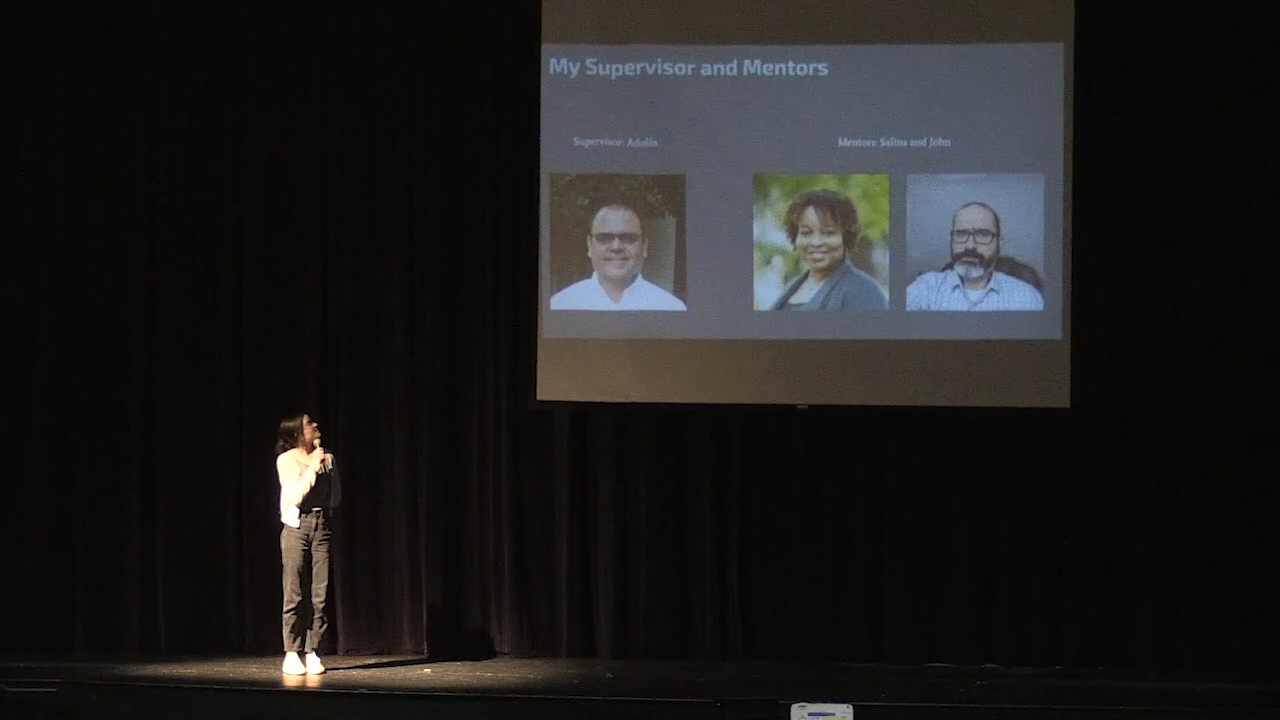 My Supervisor and Mentors
Supervisor: Adolfo
Mentors: Salina and John